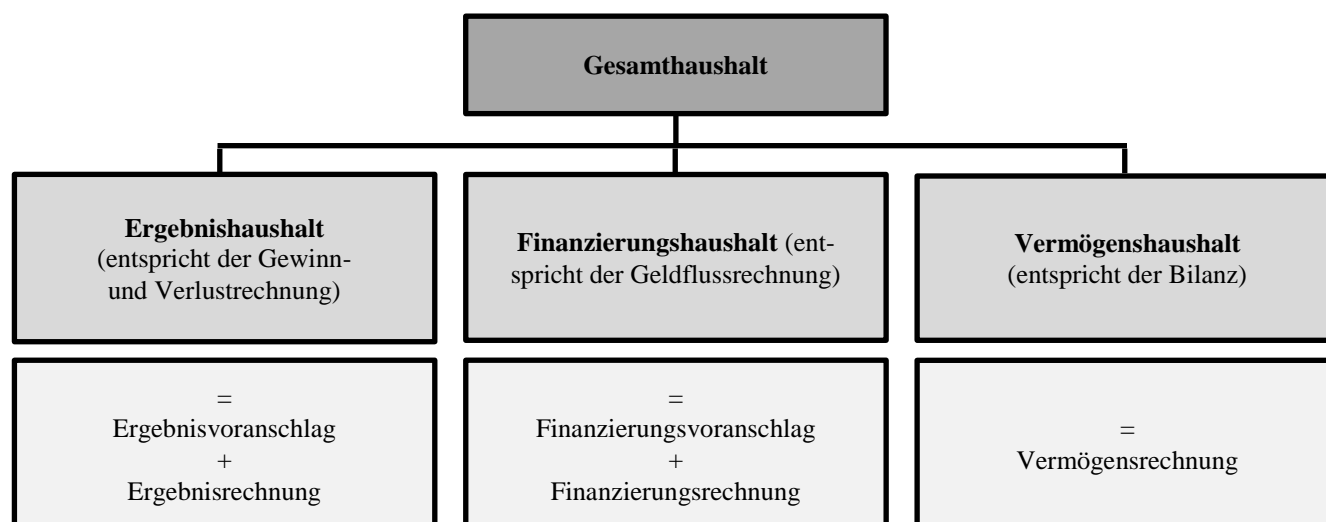 Gesamthaushalt
Ergebnishaushalt
(entspricht der Gewinn-
und Verlustrechnung)
Finanzierungshaushalt (ent-
spricht der Geldflussrechnung)
Vermögenshaushalt
(entspricht der Bilanz)
=
Ergebnisvoranschlag
+
Ergebnisrechnung
=
Finanzierungsvoranschlag
+
Finanzierungsrechnung
=
Vermögensrechnung